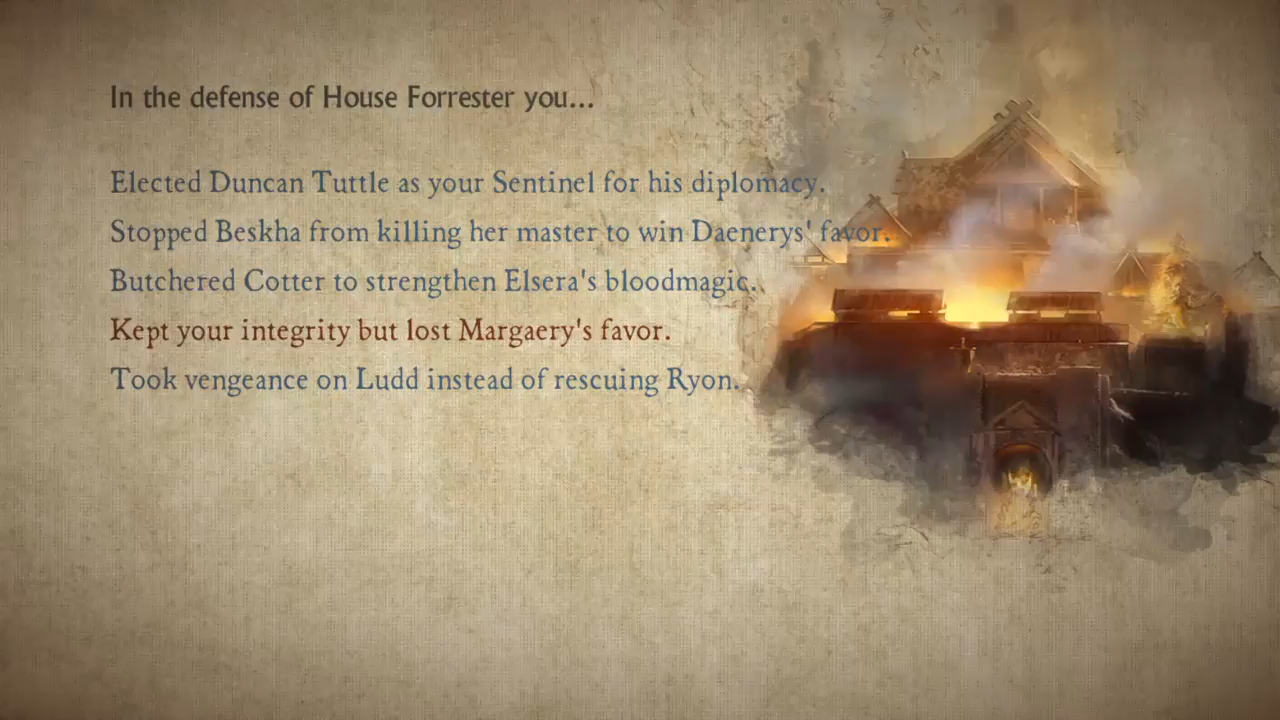 In the defense of House Forrester you...
Elected Duncan Tuttle as your Sentinel for his diplomacy.
Stopped Beskha from killing her master to win Daenerys' favor.
Butchered Cotter to strengthen Elsera's bloodmagic.
Kept your integrity but lost Margaery's favor.
Took vengeance on Ludd instead of rescuing Ryon.